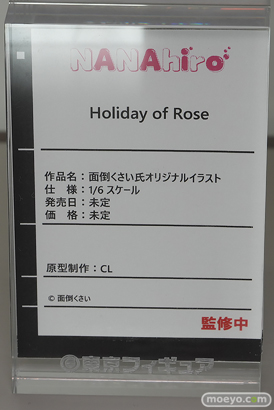 NANAhiro
Holiday of Rose
作品名：面倒くさい氏オリジナルイラスト
仕　様：1/6 スケール
発売日：未定
価　格：未定
原型制作：CL
© 面倒くさい
監修中
©東京フィギュア
moeyo.com